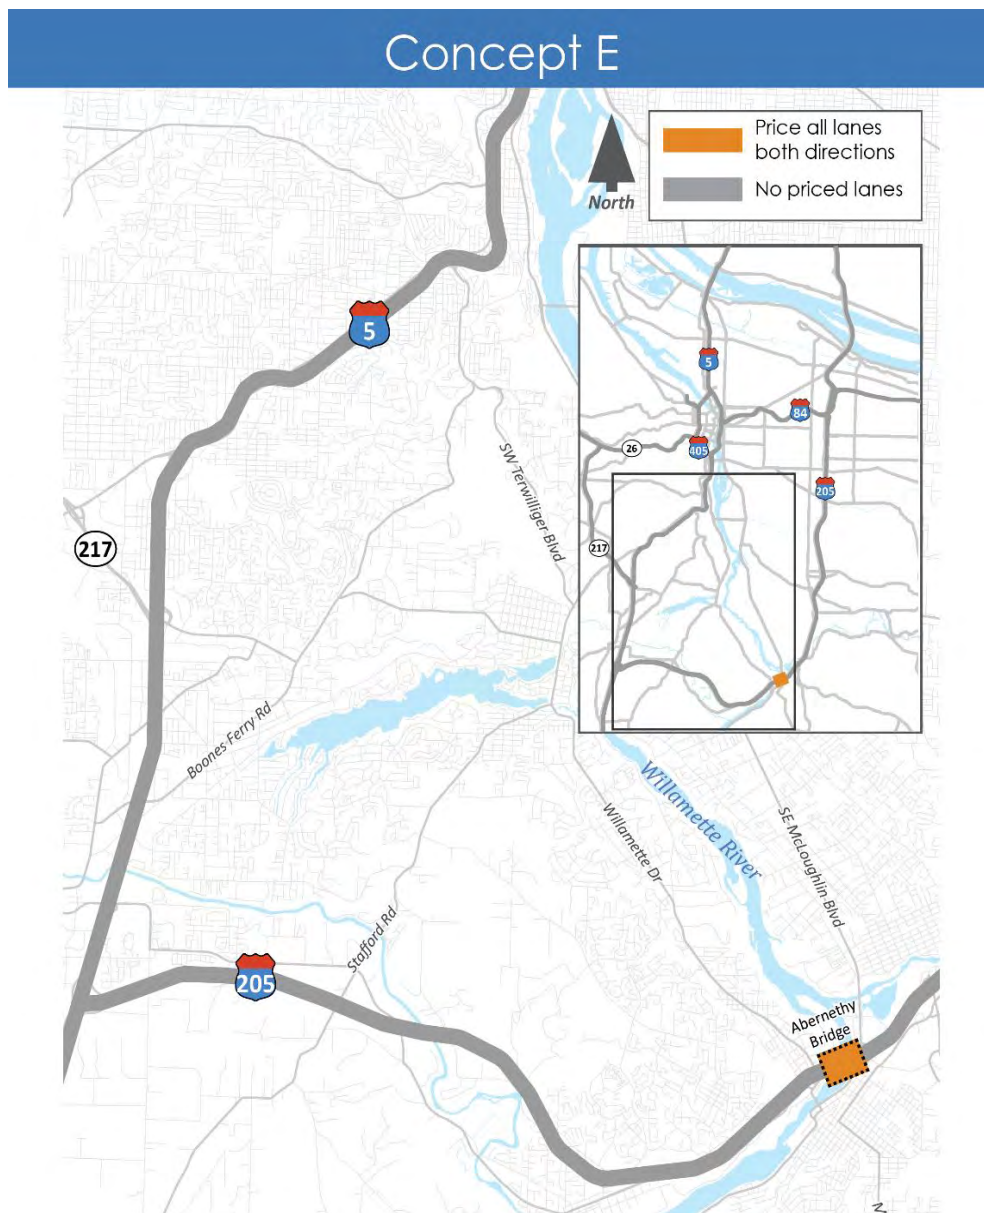 Concept E
Price all lanes
both directions
No priced lanes
North
5
5
84
26
405
205
217
SW Terwilliger Blvd
217
Boones Ferry Rd
Willamette River
Willamette Dr
SE McLoughlin Blvd
Stafford Rd
205
Abernethy
Bridge